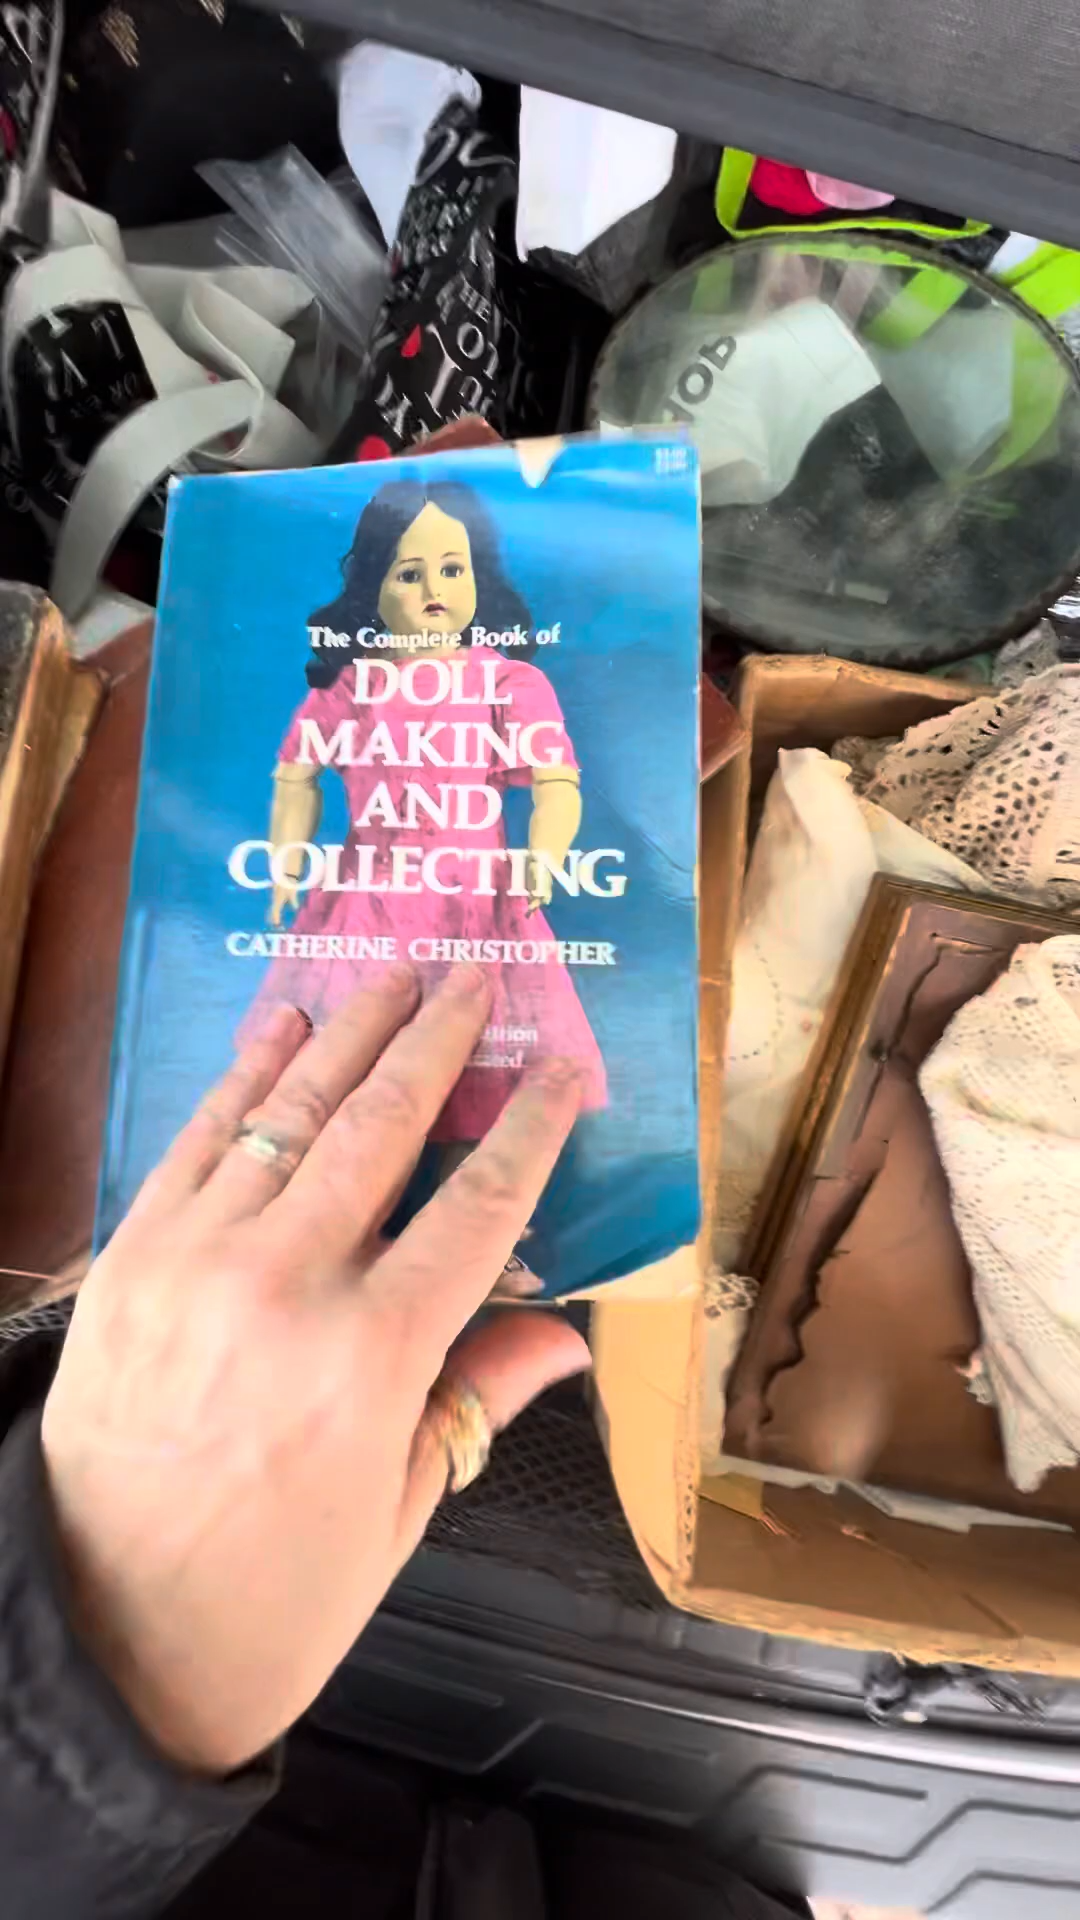 The Complete Book of
DOLL
MAKING
AND
COLLECTING
CATHERINE CHRISTOPHER